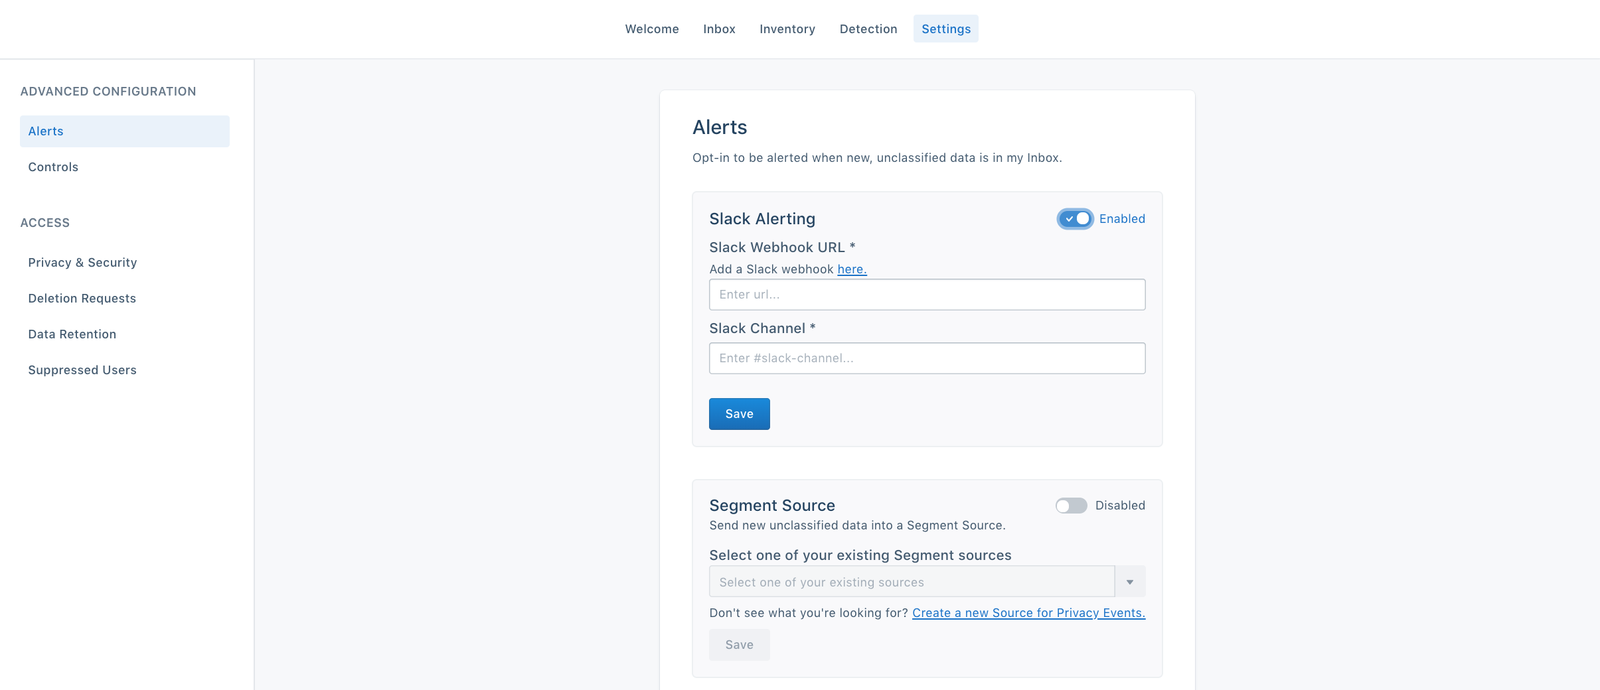 Welcome Inbox Inventory Detection Settings
ADVANCED CONFIGURATION
Alerts
Controls
ACCESS
Privacy & Security
Deletion Requests
Data Retention
Suppressed Users
Alerts
Opt-in to be alerted when new, unclassified data is in my Inbox.
Slack Alerting Enabled
Slack Webhook URL *
Add a Slack webhook here.
Enter url...
Slack Channel *
Enter #slack-channel...
Save
Segment Source Disabled
Send new unclassified data into a Segment Source.
Select one of your existing Segment sources
Select one of your existing sources
Don't see what you're looking for? Create a new Source for Privacy Events.
Save